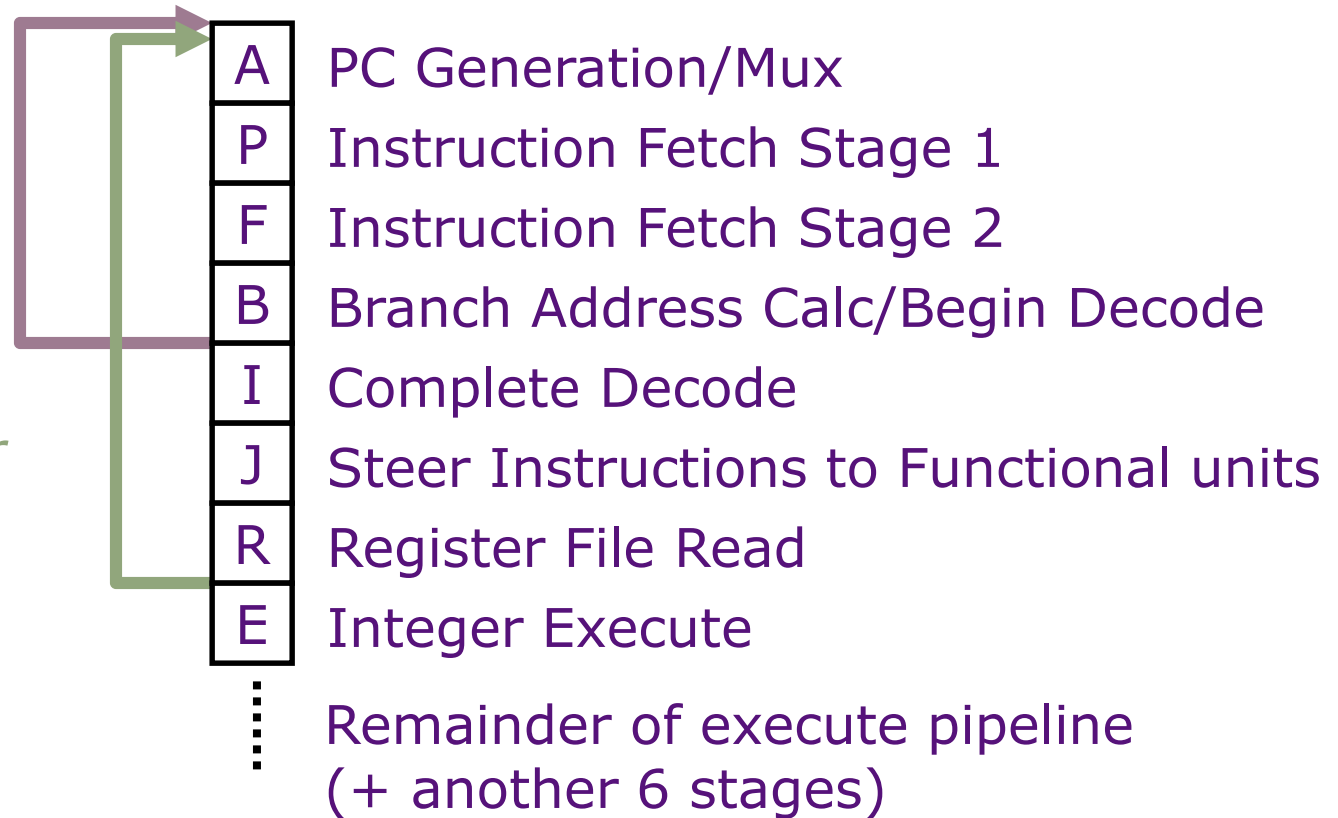 A PC Generation/Mux
P Instruction Fetch Stage 1
F Instruction Fetch Stage 2
B Branch Address Calc/Begin Decode
I Complete Decode
J Steer Instructions to Functional units
R Register File Read
E Integer Execute
Remainder of execute pipeline
(+ another 6 stages)